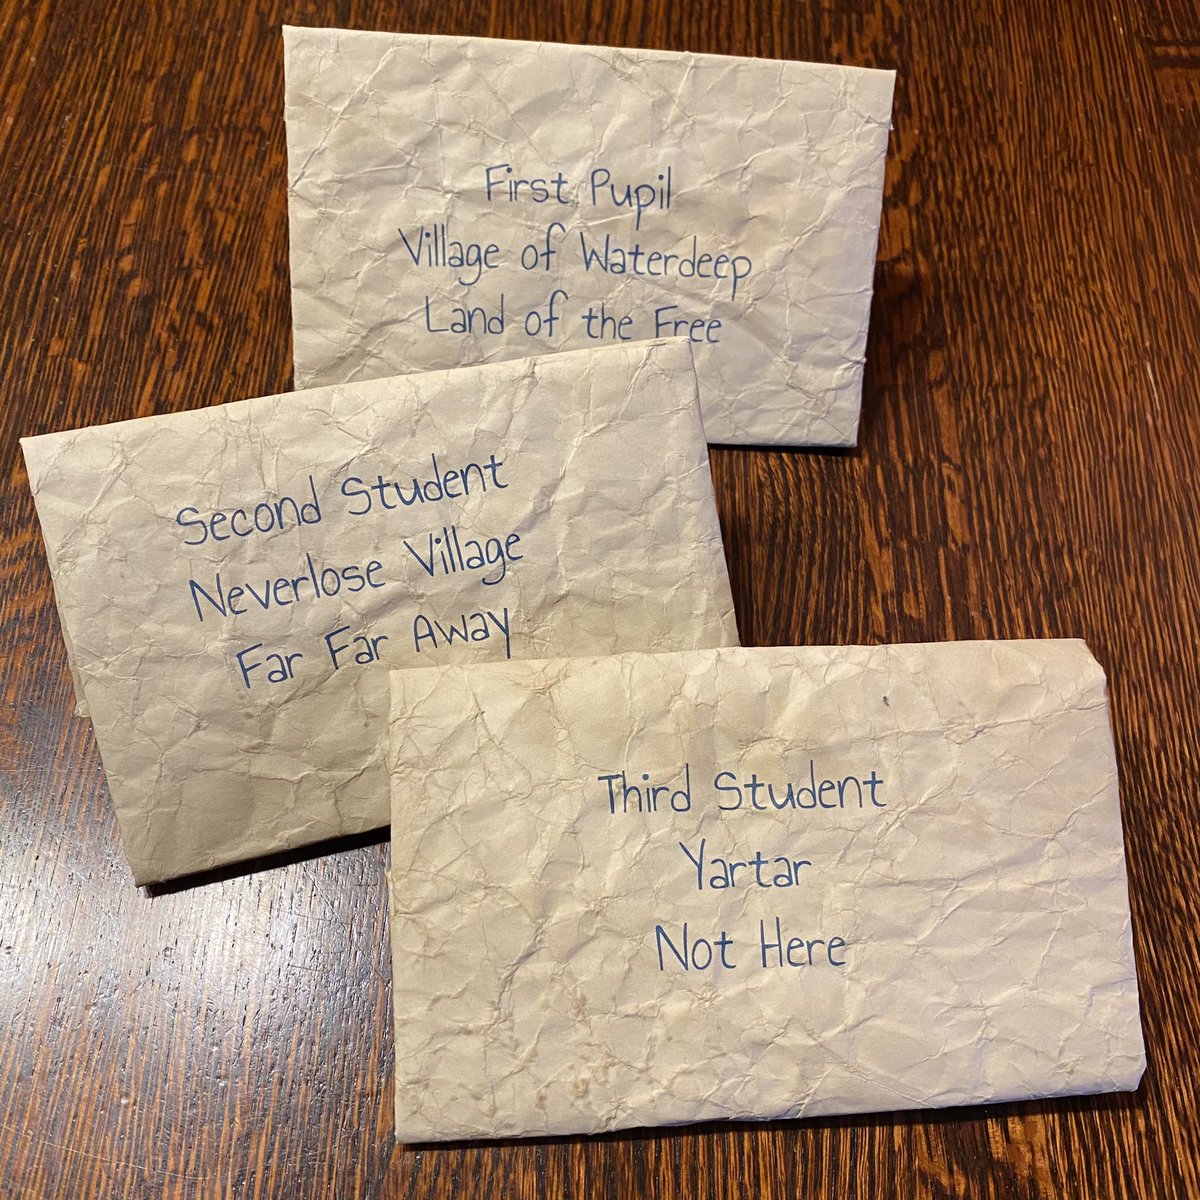 First Pupil
Village of Waterdeep
Land of the Free
Second Student
Neverlose Village
Far Far Away
Third Student
Yartar
Not Here